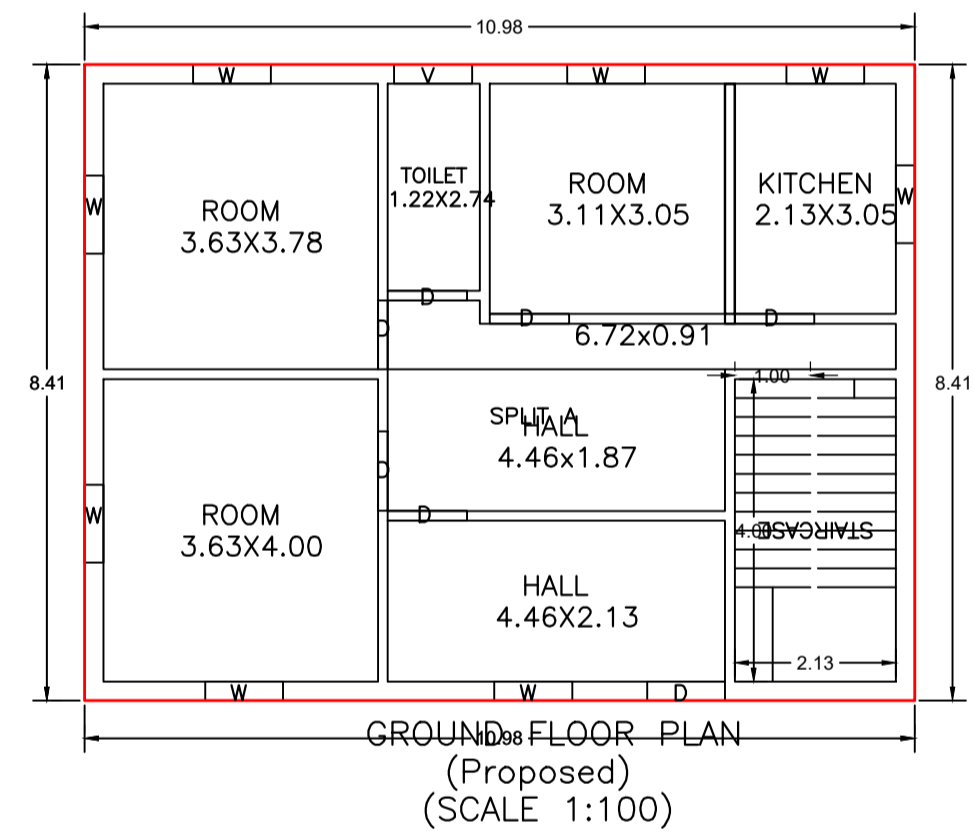 10.98
W
V
W
W
8.41
8.41
W
W
ROOM
3.63X3.78
TOILET
1.22X2.74
ROOM
3.11X3.05
KITCHEN
2.13X3.05
D
D
D
D
6.72x0.91
1.00
SPLIT A
HALL
4.46x1.87
D
D
W
ROOM
3.63X4.00
STAIRCASE
4.00
HALL
4.46X2.13
2.13
W
W
D
GROUND FLOOR PLAN
10.98
(Proposed)
(SCALE 1:100)